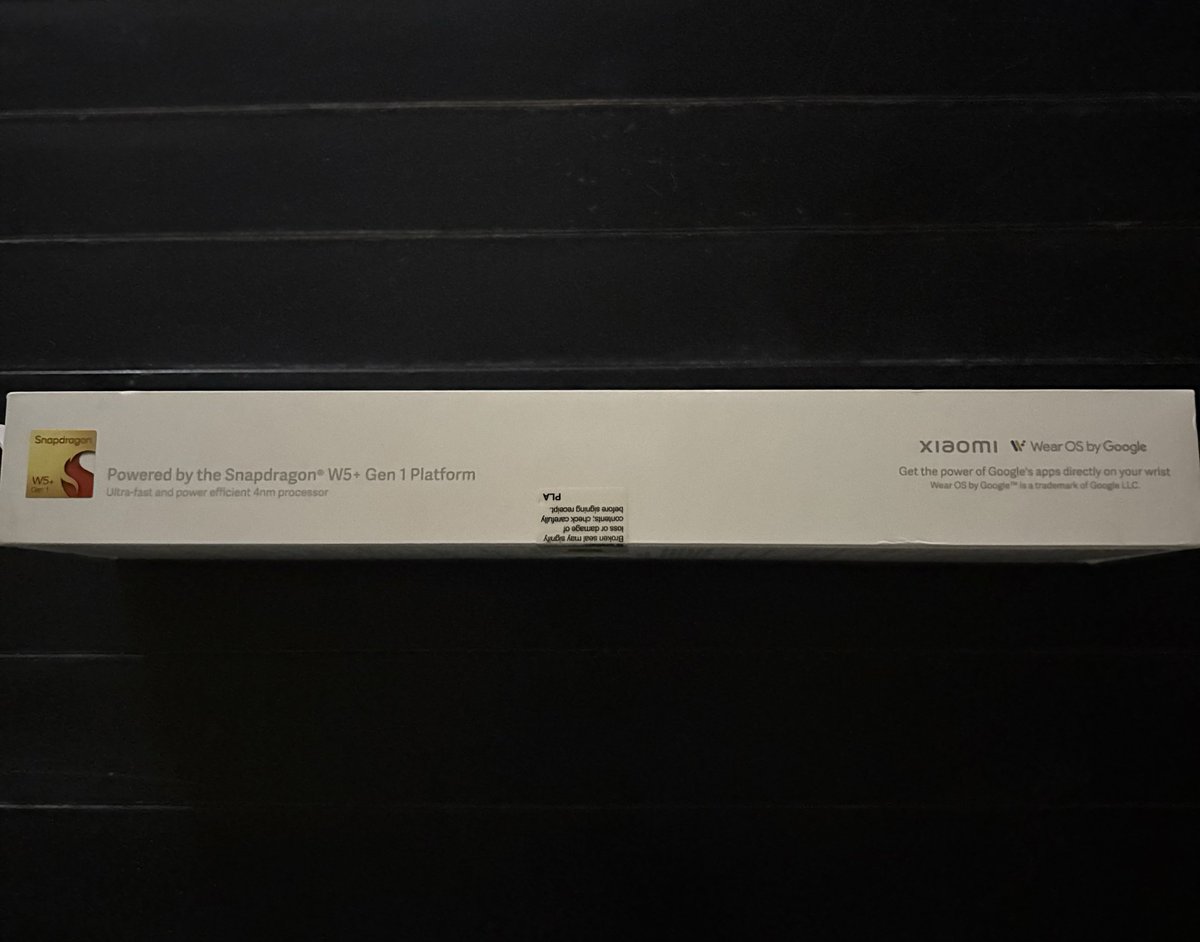 Snapdragon
W5+
Gen 1
Powered by the Snapdragon® W5+ Gen 1 Platform
Ultra-fast and power efficient 4nm processor
Broken seal may signify
loss or damage of
contents; check carefully
before signing receipt.
PLA
xiaomi Wear OS by Google
Get the power of Google's apps directly on your wrist
Wear OS by Google™ is a trademark of Google LLC.